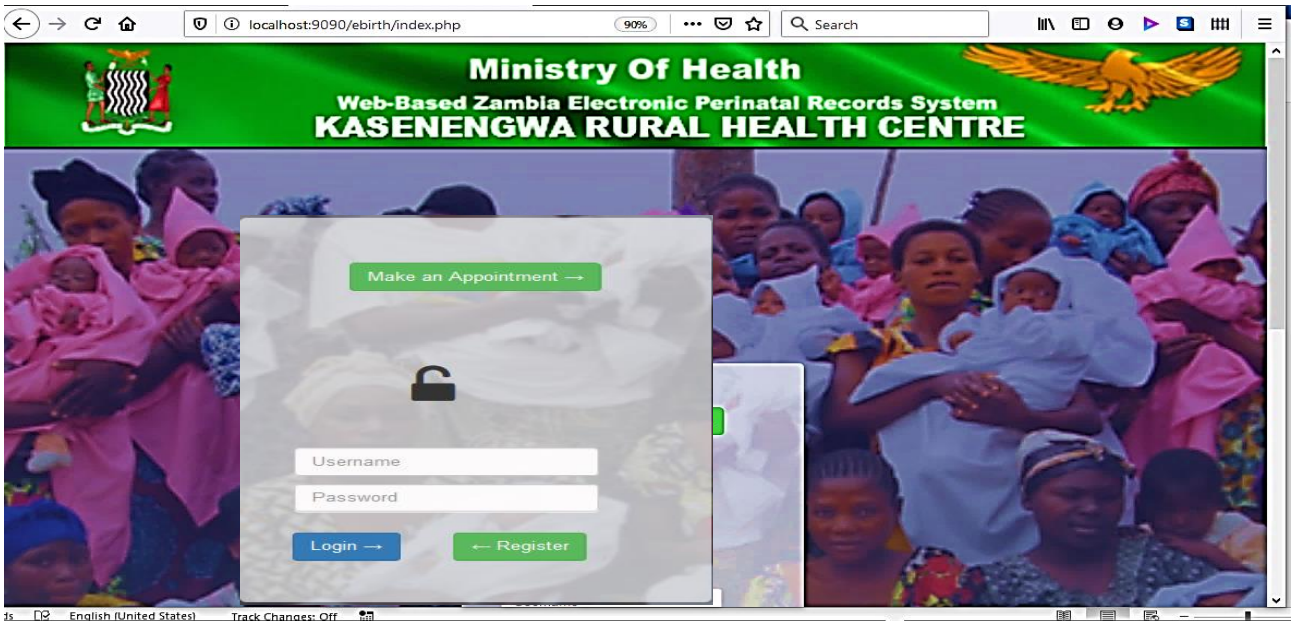 localhost:9090/ebirth/index.php
90%
Search
Ministry Of Health
Web-Based Zambia Electronic Perinatal Records System
KASENENGWA RURAL HEALTH CENTRE
Make an Appointment →
Username
Password
Login →
← Register
English (United States)
Track Changes: Off